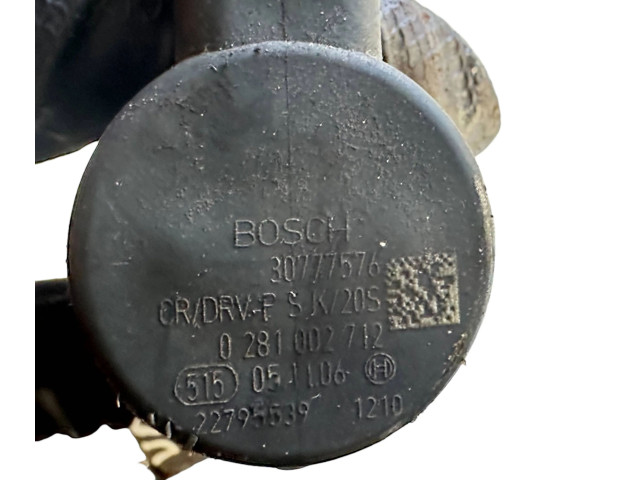 BOSCH
30777576
CR/DRV-P S.K/20S
0 281 002 712
515 05.11.06 H
22795539 1210